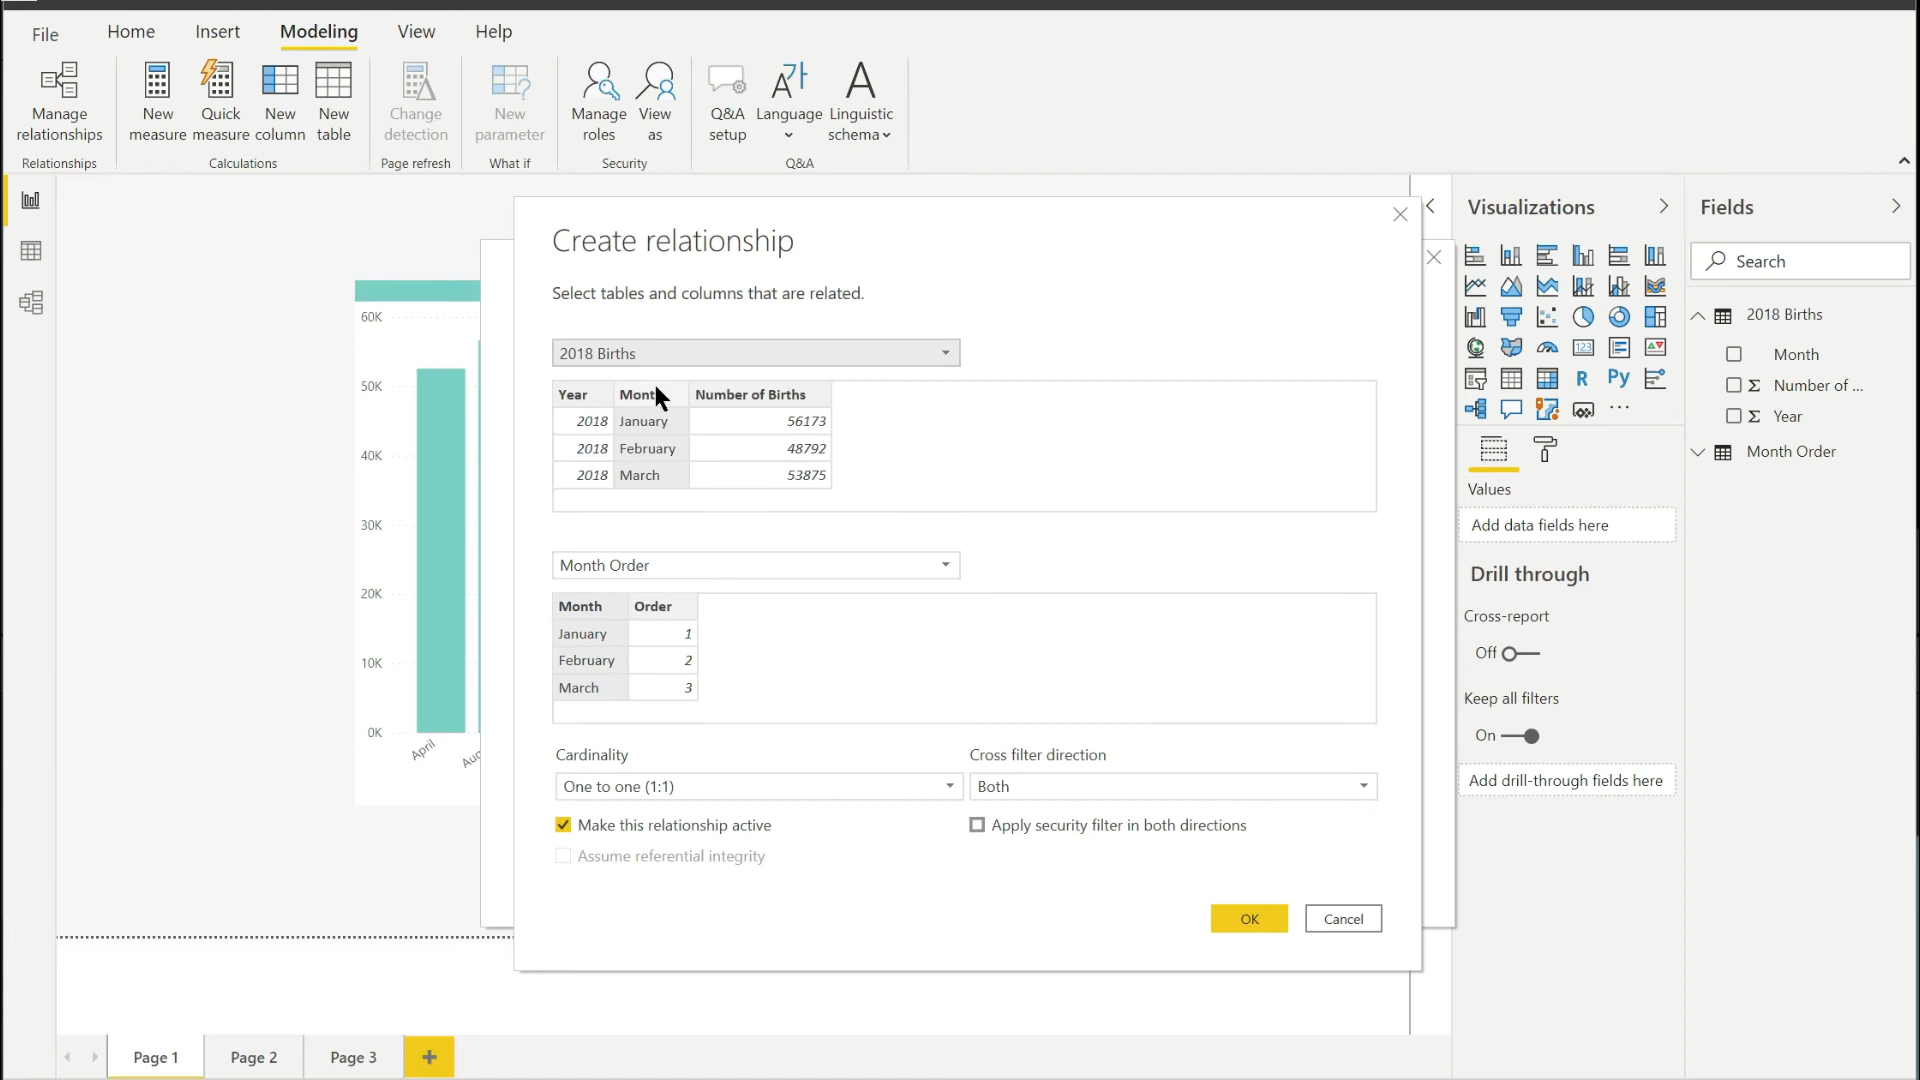 File Home Insert Modeling View Help
Manage relationships
New measure
Quick measure
New column
New table
Change detection
New parameter
Manage roles
View as
Q&A setup
Language
Linguistic schema
Relationships Calculations Page refresh What if Security Q&A
Create relationship
Select tables and columns that are related.
2018 Births
Year Month Number of Births
2018 January 56173
2018 February 48792
2018 March 53875
Month Order
Month Order
January 1
February 2
March 3
Cardinality
One to one (1:1)
Cross filter direction
Both
Make this relationship active
Apply security filter in both directions
Assume referential integrity
OK Cancel
60K
50K
40K
30K
20K
10K
0K
April
Visualizations
123
R Py
Values
Add data fields here
Drill through
Cross-report
Off
Keep all filters
On
Add drill-through fields here
Fields
Search
2018 Births
Month
Number of ...
Year
Month Order
Page 1 Page 2 Page 3